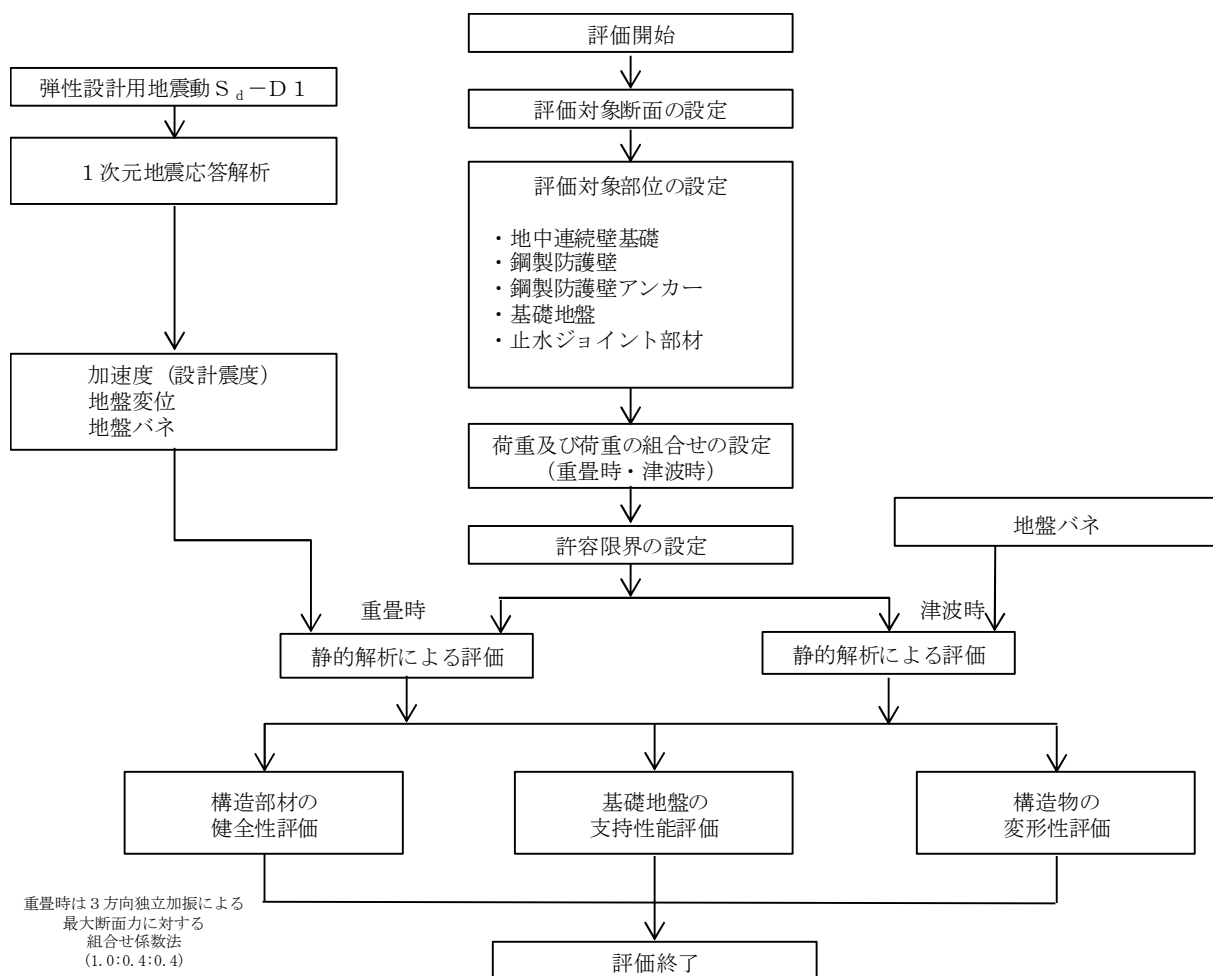 評価開始
弾性設計用地震動Ｓｄ－Ｄ１
評価対象断面の設定
１次元地震応答解析
評価対象部位の設定
・地中連続壁基礎
・鋼製防護壁
・鋼製防護壁アンカー
・基礎地盤
・止水ジョイント部材
加速度（設計震度）
地盤変位
地盤バネ
荷重及び荷重の組合せの設定
（重畳時・津波時）
地盤バネ
許容限界の設定
重畳時
津波時
静的解析による評価
静的解析による評価
構造部材の
健全性評価
基礎地盤の
支持性能評価
構造物の
変形性評価
重畳時は３方向独立加振による
最大断面力に対する
組合せ係数法
(1.0:0.4:0.4)
評価終了